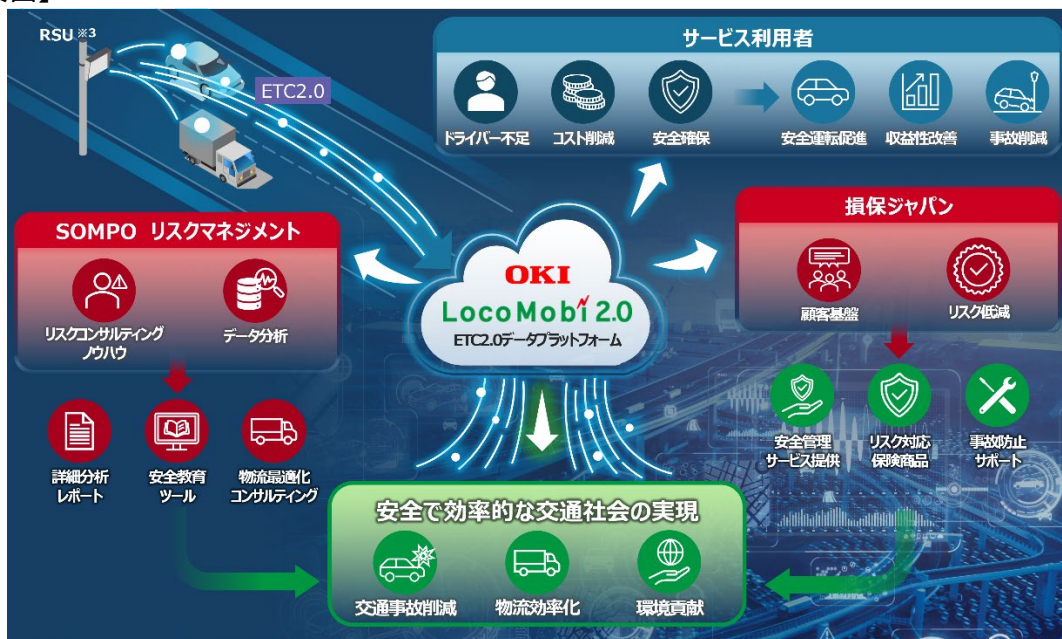 RSU ※3
ETC2.0
サービス利用者
ドライバー不足
コスト削減
安全確保
安全運転促進
収益性改善
事故削減
SOMPO リスクマネジメント
リスクコンサルティング
ノウハウ
データ分析
OKI
LocoMobi 2.0
ETC2.0データプラットフォーム
損保ジャパン
顧客基盤
リスク低減
詳細分析
レポート
安全教育
ツール
物流最適化
コンサルティング
安全管理
サービス提供
リスク対応
保険商品
事故防止
サポート
安全で効率的な交通社会の実現
交通事故削減
物流効率化
環境貢献